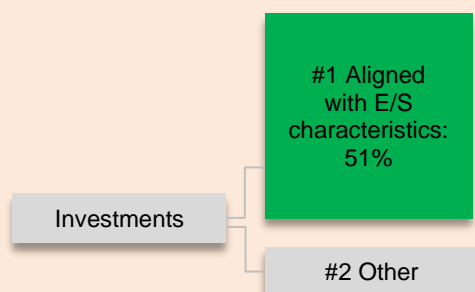 #1 Aligned
with E/S
characteristics:
51%
Investments
#2 Other